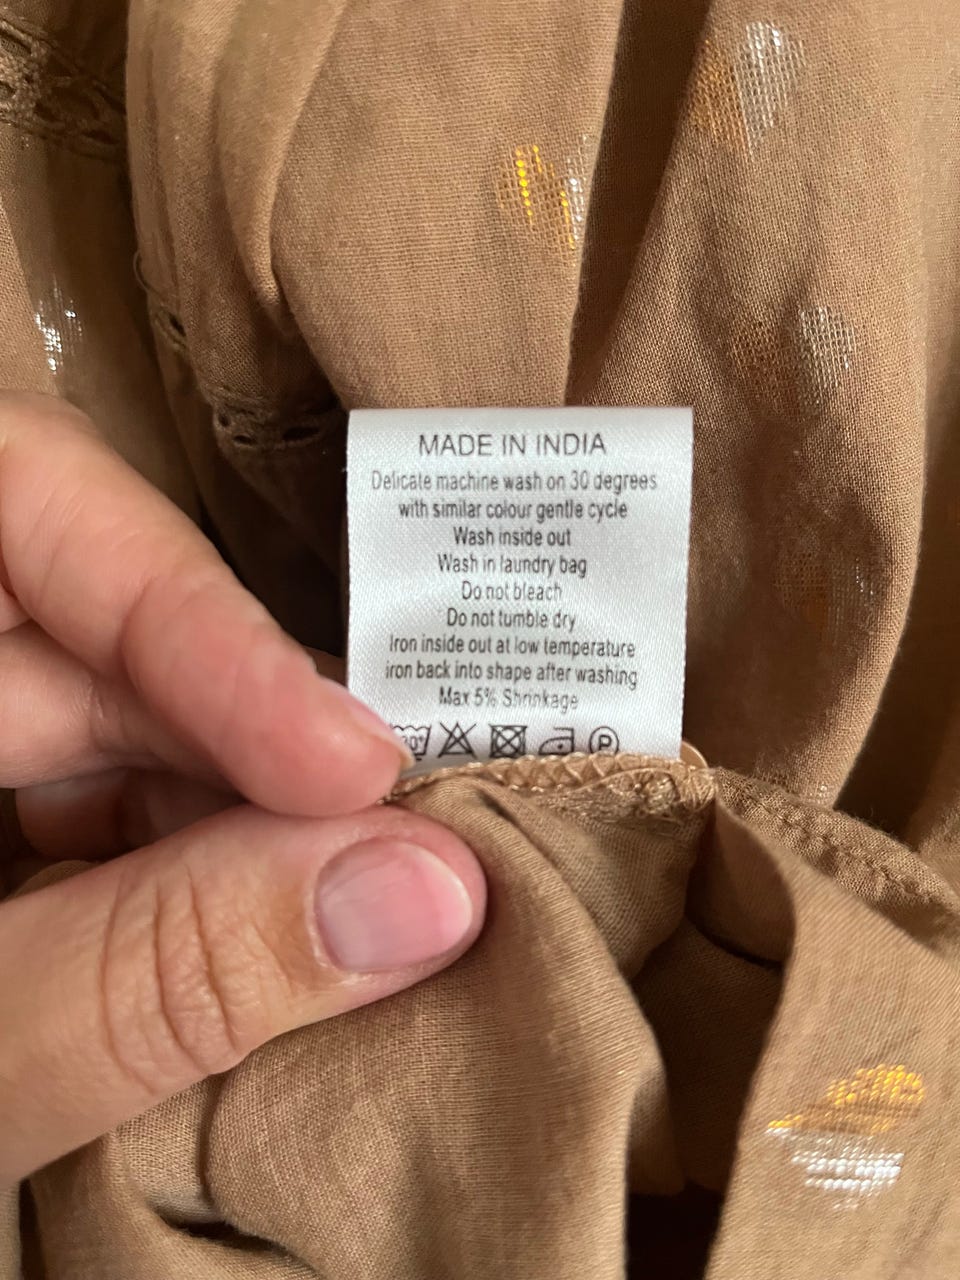 MADE IN INDIA
Delicate machine wash on 30 degrees
with similar colour gentle cycle
Wash inside out
Wash in laundry bag
Do not bleach
Do not tumble dry
Iron inside out at low temperature
iron back into shape after washing
Max 5% Shrinkage
P